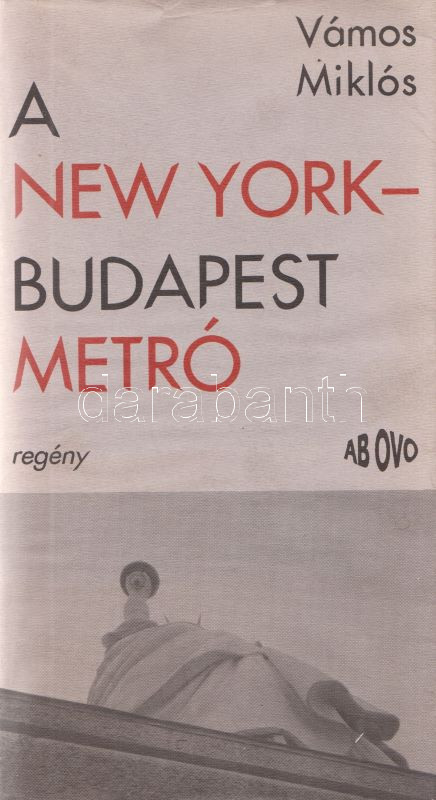 Vámos
Miklós
A
NEW YORK–
BUDAPEST
METRÓ
darabanth
regény
AB OVO